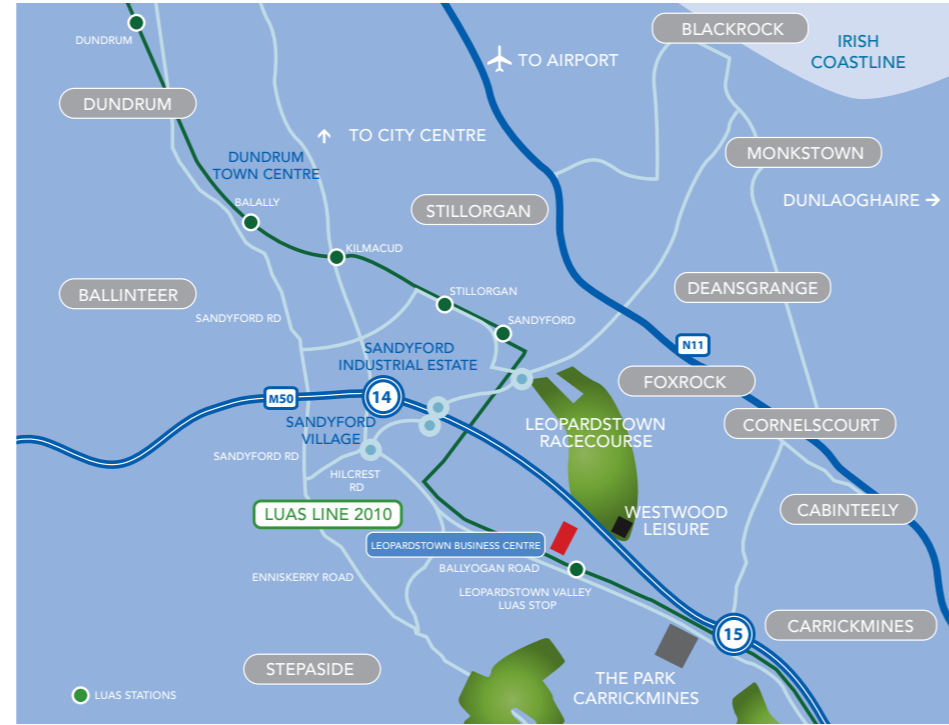 BLACKROCK
DUNDRUM
IRISH
COASTLINE
TO AIRPORT
DUNDRUM
TO CITY CENTRE
MONKSTOWN
DUNDRUM
TOWN CENTRE
DUNLAOGHAIRE →
BALALLY
STILLORGAN
KILMACUD
BALLINTEER
STILLORGAN
DEANSGRANGE
SANDYFORD RD
SANDYFORD
SANDYFORD
INDUSTRIAL ESTATE
N11
M50
14
FOXROCK
SANDYFORD
VILLAGE
LEOPARDSTOWN
RACECOURSE
CORNELSCOURT
SANDYFORD RD
HILCREST
RD
LUAS LINE 2010
WESTWOOD
LEISURE
CABINTEELY
LEOPARDSTOWN BUSINESS CENTRE
BALLYOGAN ROAD
ENNISKERRY ROAD
LEOPARDSTOWN VALLEY
LUAS STOP
15
CARRICKMINES
STEPASIDE
THE PARK
CARRICKMINES
LUAS STATIONS